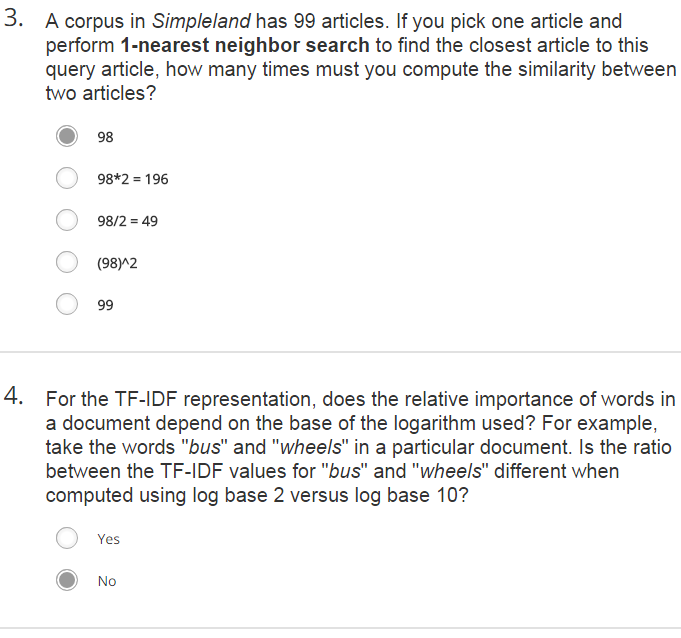 3. A corpus in Simpleland has 99 articles. If you pick one article and
perform 1-nearest neighbor search to find the closest article to this
query article, how many times must you compute the similarity between
two articles?
98
98*2 = 196
98/2 = 49
(98)^2
99
4. For the TF-IDF representation, does the relative importance of words in
a document depend on the base of the logarithm used? For example,
take the words "bus" and "wheels" in a particular document. Is the ratio
between the TF-IDF values for "bus" and "wheels" different when
computed using log base 2 versus log base 10?
Yes
No